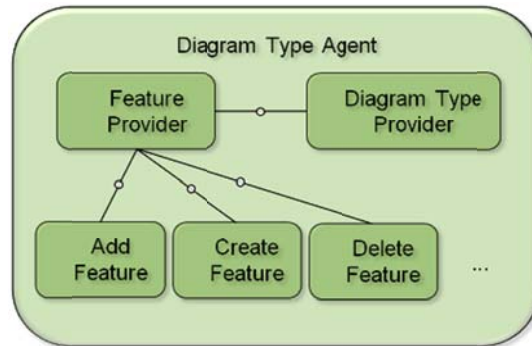 Diagram Type Agent
Feature
Provider
Diagram Type
Provider
Add
Feature
Create
Feature
Delete
Feature
...